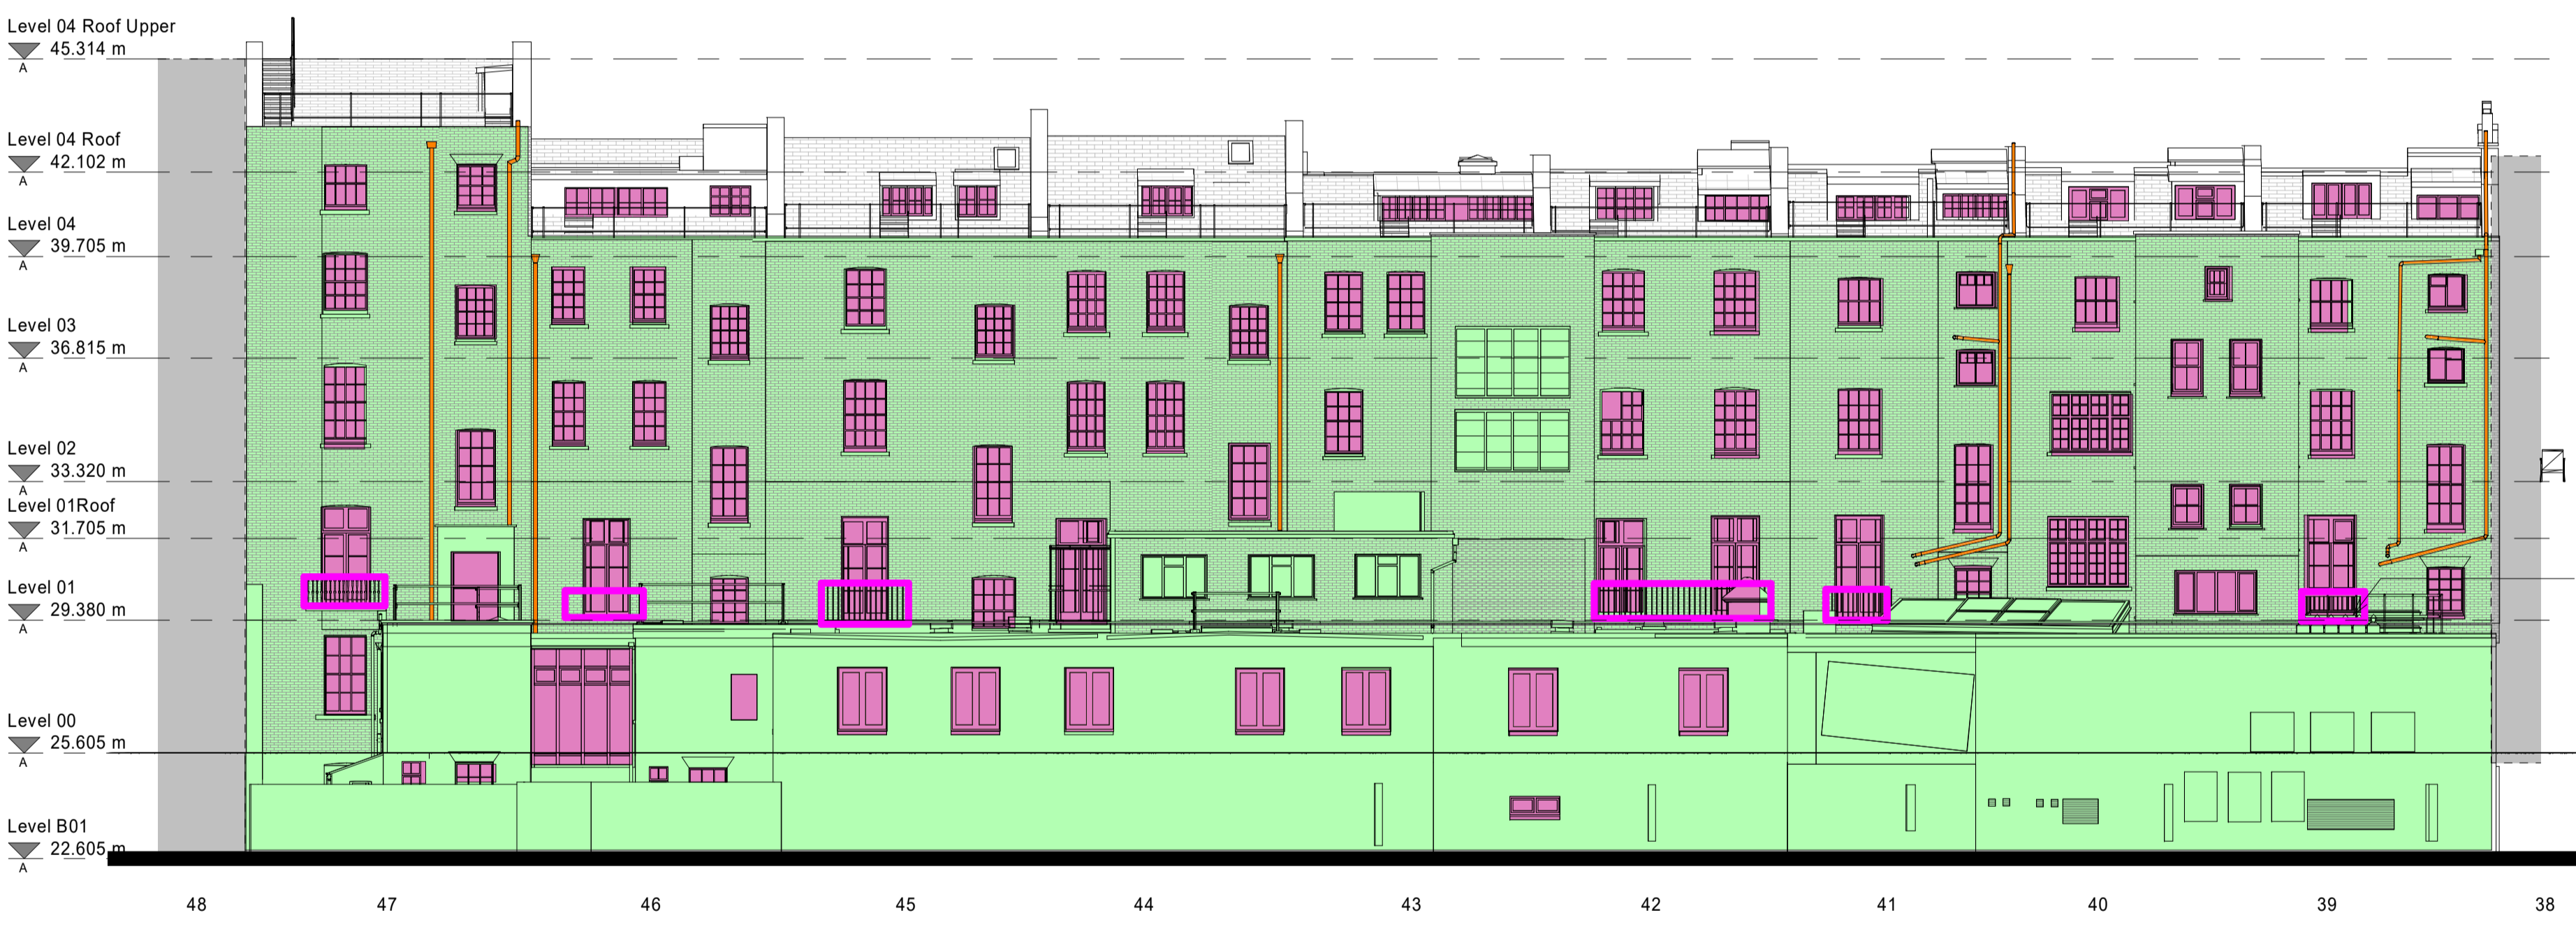 Level 04 Roof Upper
45.314 m
A
Level 04 Roof
42.102 m
A
Level 04
39.705 m
A
Level 03
36.815 m
A
Level 02
33.320 m
A
Level 01Roof
31.705 m
A
Level 01
29.380 m
A
Level 00
25.605 m
A
Level B01
22.605 m
A
48 47 46 45 44 43 42 41 40 39 38